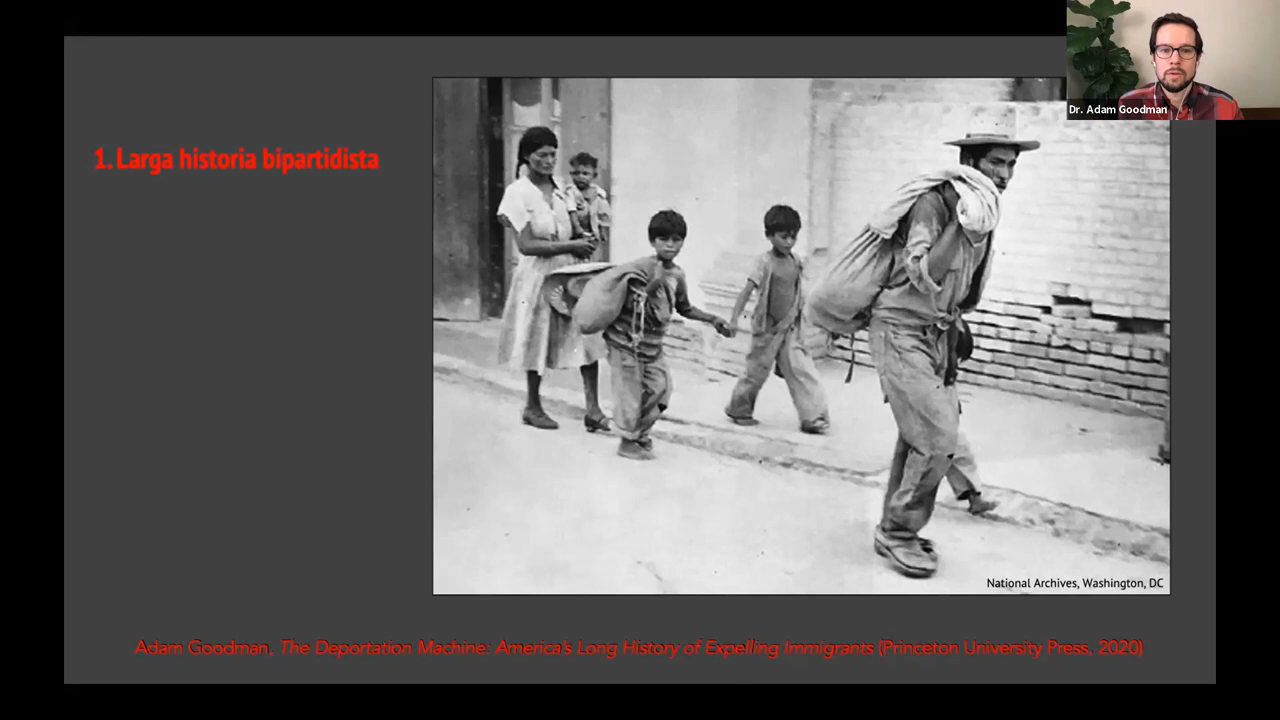 Dr. Adam Goodman
1. Larga historia bipartidista
National Archives, Washington, DC
Adam Goodman, The Deportation Machine: America's Long History of Expelling Immigrants (Princeton University Press, 2020)